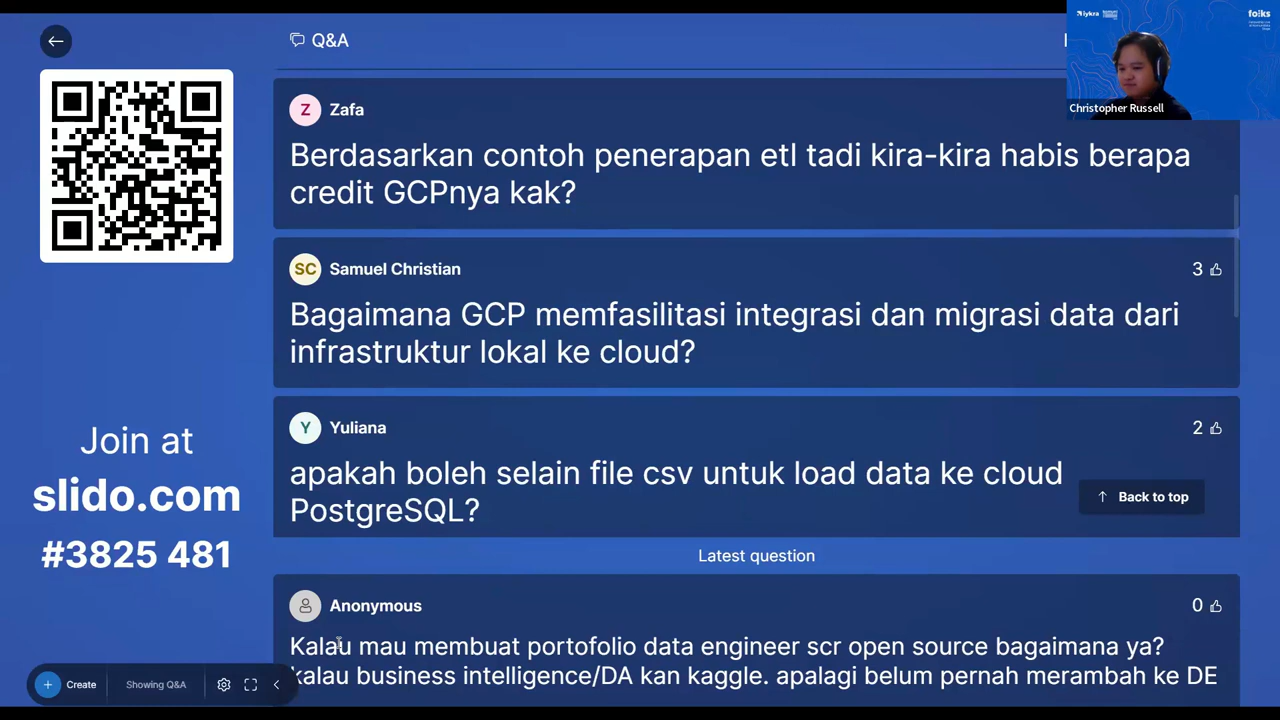 Q&A
Christopher Russell
Z
Zafa
Berdasarkan contoh penerapan etl tadi kira-kira habis berapa
credit GCPnya kak?
SC
Samuel Christian
3
Bagaimana GCP memfasilitasi integrasi dan migrasi data dari
infrastruktur lokal ke cloud?
Y
Yuliana
2
apakah boleh selain file csv untuk load data ke cloud
PostgreSQL?
Back to top
Join at
slido.com
#3825 481
Latest question
Anonymous
0
Kalau mau membuat portofolio data engineer scr open source bagaimana ya?
kalau business intelligence/DA kan kaggle. apalagi belum pernah merambah ke DE
Create
Showing Q&A
iykra